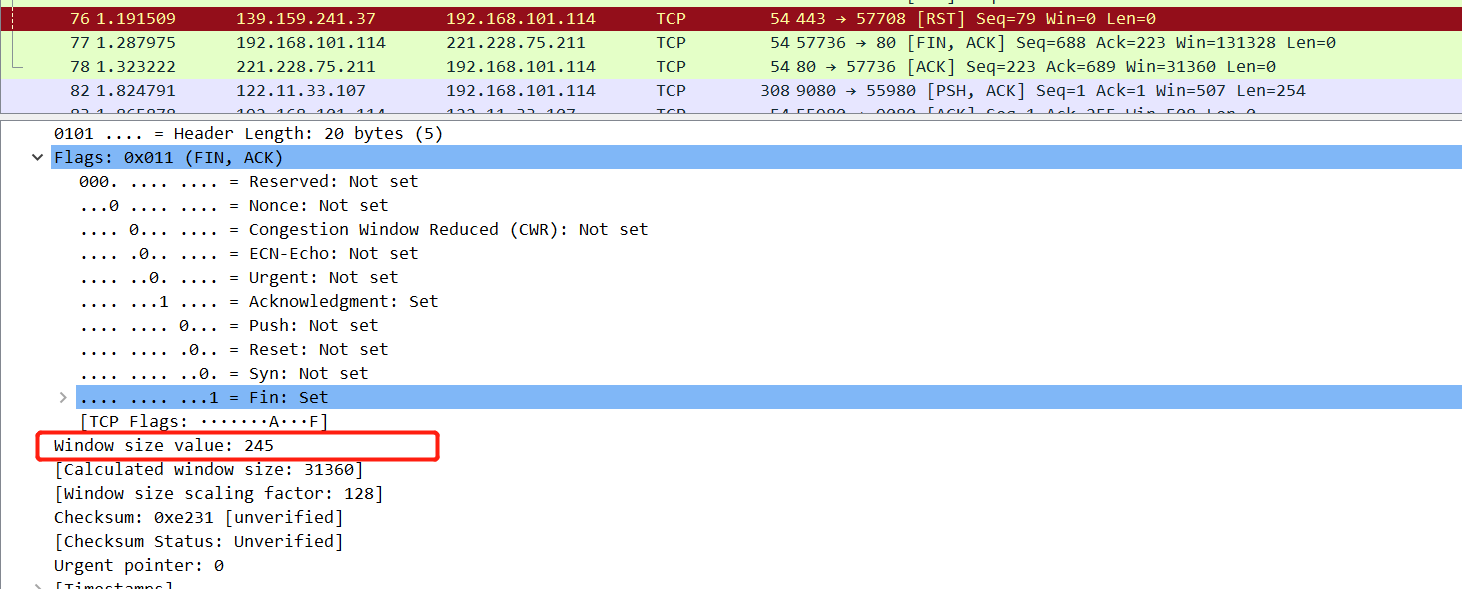 76 1.191509 139.159.241.37 192.168.101.114 TCP 54 443 → 57708 [RST] Seq=79 Win=0 Len=0
77 1.287975 192.168.101.114 221.228.75.211 TCP 54 57736 → 80 [FIN, ACK] Seq=688 Ack=223 Win=131328 Len=0
78 1.323222 221.228.75.211 192.168.101.114 TCP 54 80 → 57736 [ACK] Seq=223 Ack=689 Win=31360 Len=0
82 1.824791 122.11.33.107 192.168.101.114 TCP 308 9080 → 55980 [PSH, ACK] Seq=1 Ack=1 Win=507 Len=254
0101 .... = Header Length: 20 bytes (5)
Flags: 0x011 (FIN, ACK)
000. .... .... = Reserved: Not set
...0 .... .... = Nonce: Not set
.... 0... .... = Congestion Window Reduced (CWR): Not set
.... .0.. .... = ECN-Echo: Not set
.... ..0. .... = Urgent: Not set
.... ...1 .... = Acknowledgment: Set
.... .... 0... = Push: Not set
.... .... .0.. = Reset: Not set
.... .... ..0. = Syn: Not set
.... .... ...1 = Fin: Set
[TCP Flags: ·······A···F]
Window size value: 245
[Calculated window size: 31360]
[Window size scaling factor: 128]
Checksum: 0xe231 [unverified]
[Checksum Status: Unverified]
Urgent pointer: 0
[Timestamps]